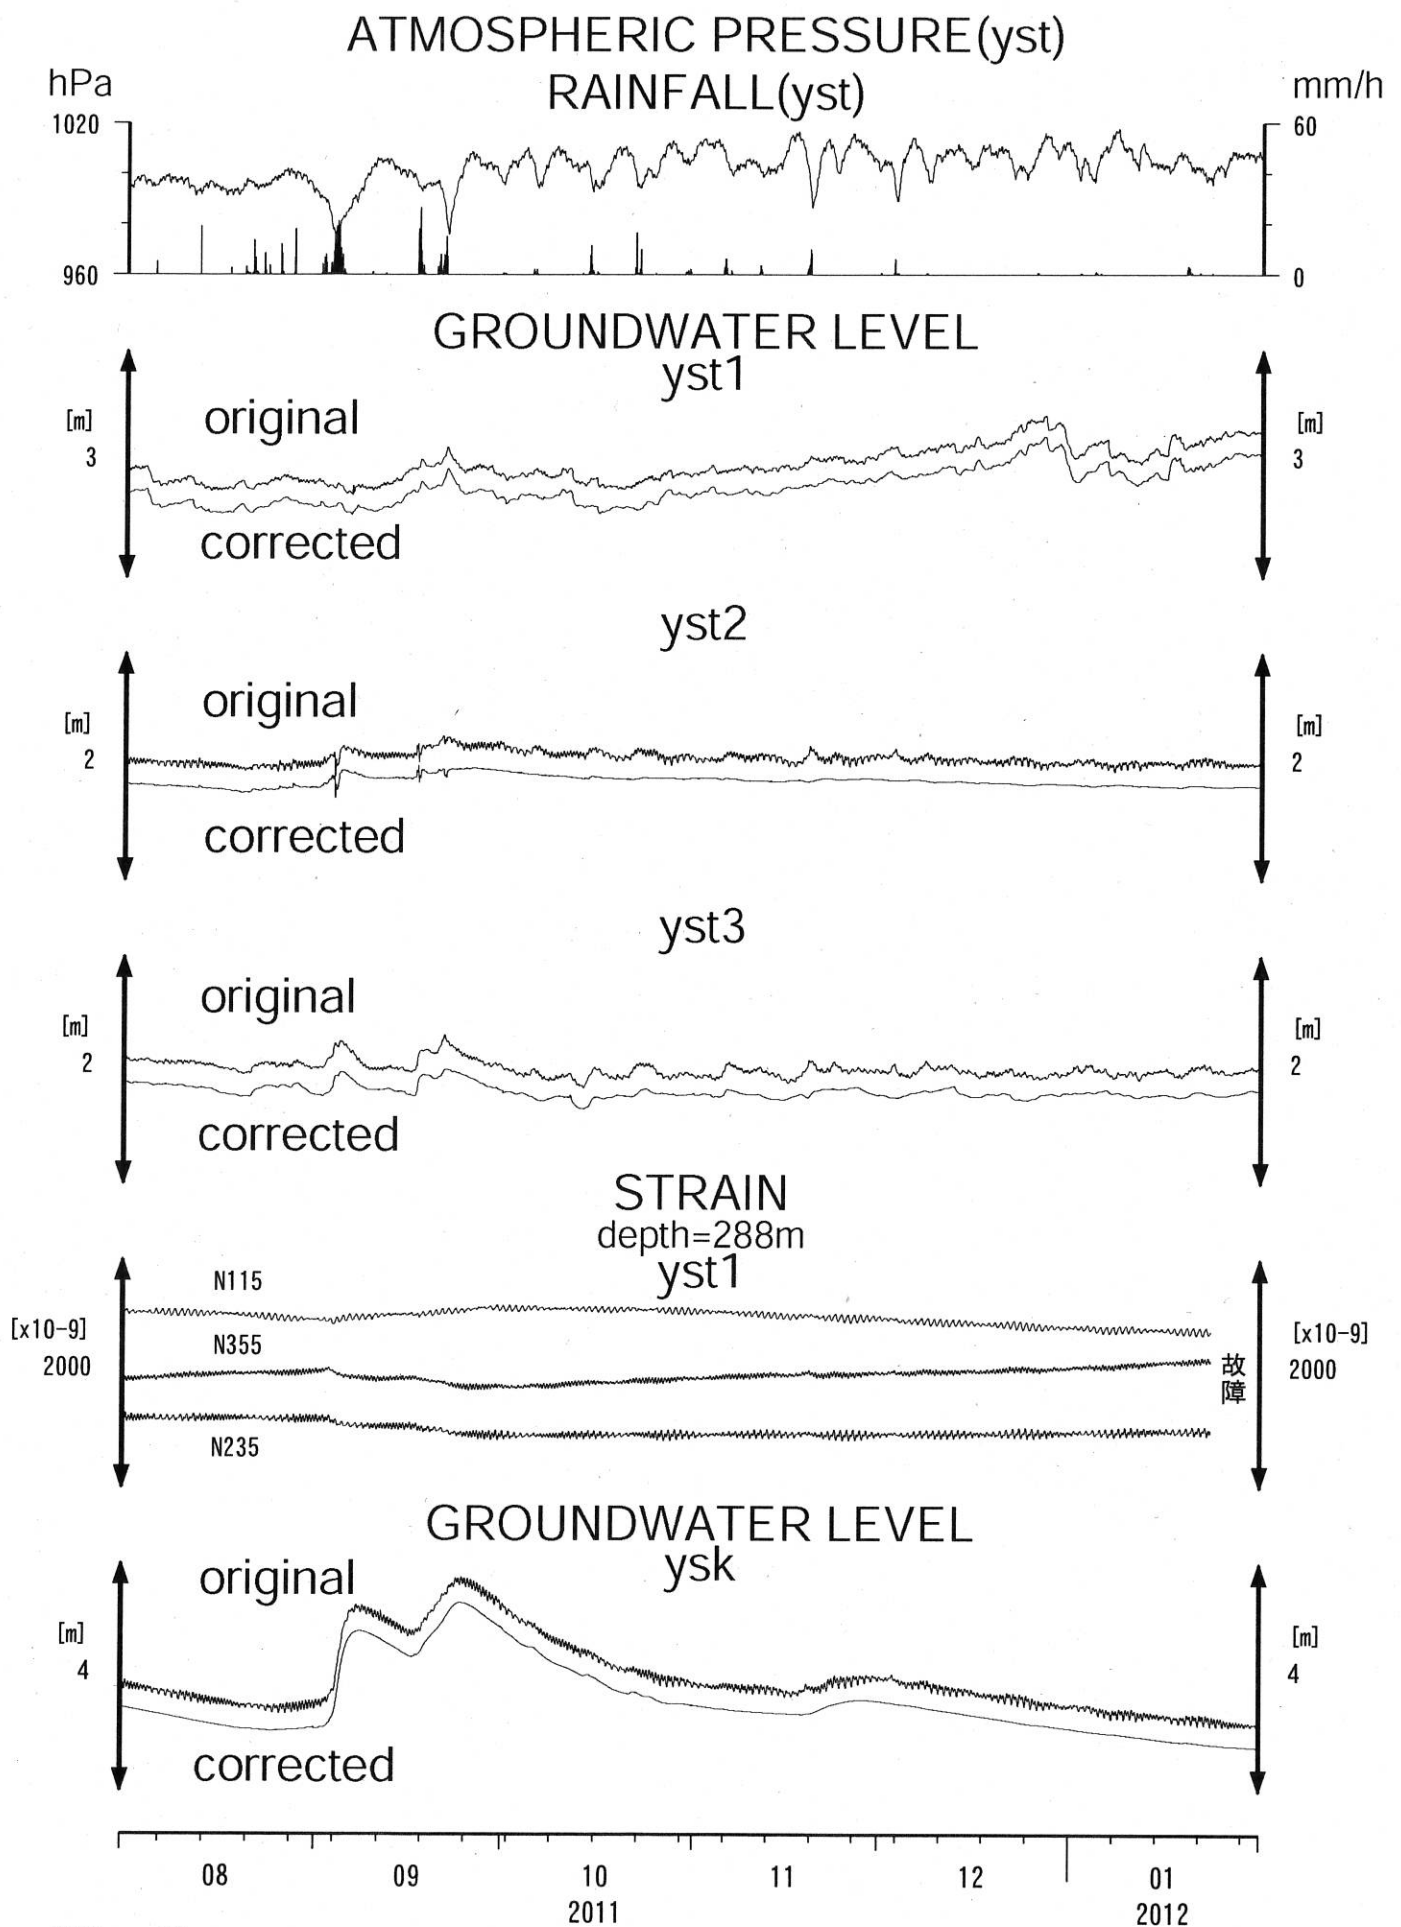 ATMOSPHERIC PRESSURE(yst)
hPa
RAINFALL(yst)
mm/h
1020
60
960
0
GROUNDWATER LEVEL
yst1
original
[m]
3
[m]
3
corrected
yst2
original
[m]
2
[m]
2
corrected
yst3
original
[m]
2
[m]
2
corrected
STRAIN
depth=288m
yst1
N115
[x10-9]
2000
N355
[x10-9]
2000
故
障
N235
GROUNDWATER LEVEL
ysk
original
[m]
4
[m]
4
corrected
08
09
10
11
12
01
2011
2012